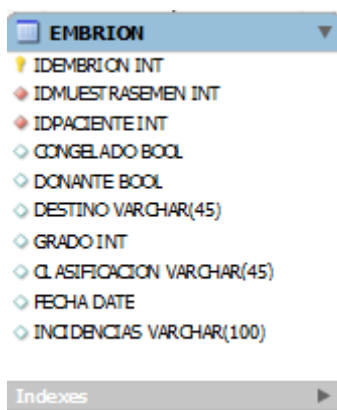 EMBRION
IDEMBRION INT
IDMUESTRASEMEN INT
IDPACIENTE INT
CONGELADO BOOL
DONANTE BOOL
DESTINO VARCHAR(45)
GRADO INT
CLASIFICACION VARCHAR(45)
FECHA DATE
INCIDENCIAS VARCHAR(100)
Indexes